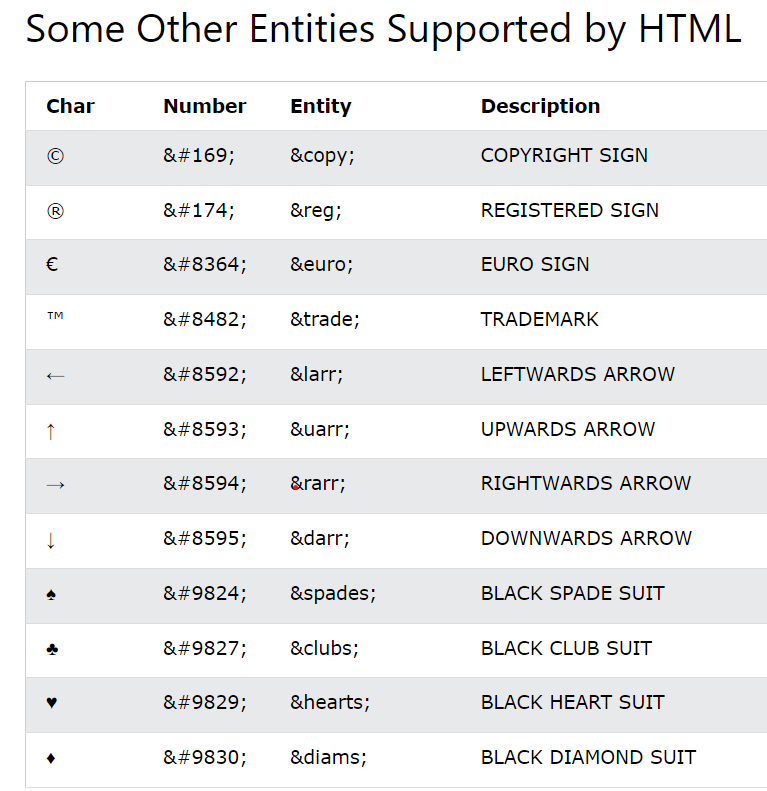 Some Other Entities Supported by HTML
Char Number Entity Description
© &#169; &copy; COPYRIGHT SIGN
® &#174; &reg; REGISTERED SIGN
€ &#8364; &euro; EURO SIGN
™ &#8482; &trade; TRADEMARK
← &#8592; &larr; LEFTWARDS ARROW
↑ &#8593; &uarr; UPWARDS ARROW
→ &#8594; &rarr; RIGHTWARDS ARROW
↓ &#8595; &darr; DOWNWARDS ARROW
♠ &#9824; &spades; BLACK SPADE SUIT
♣ &#9827; &clubs; BLACK CLUB SUIT
♥ &#9829; &hearts; BLACK HEART SUIT
♦ &#9830; &diams; BLACK DIAMOND SUIT